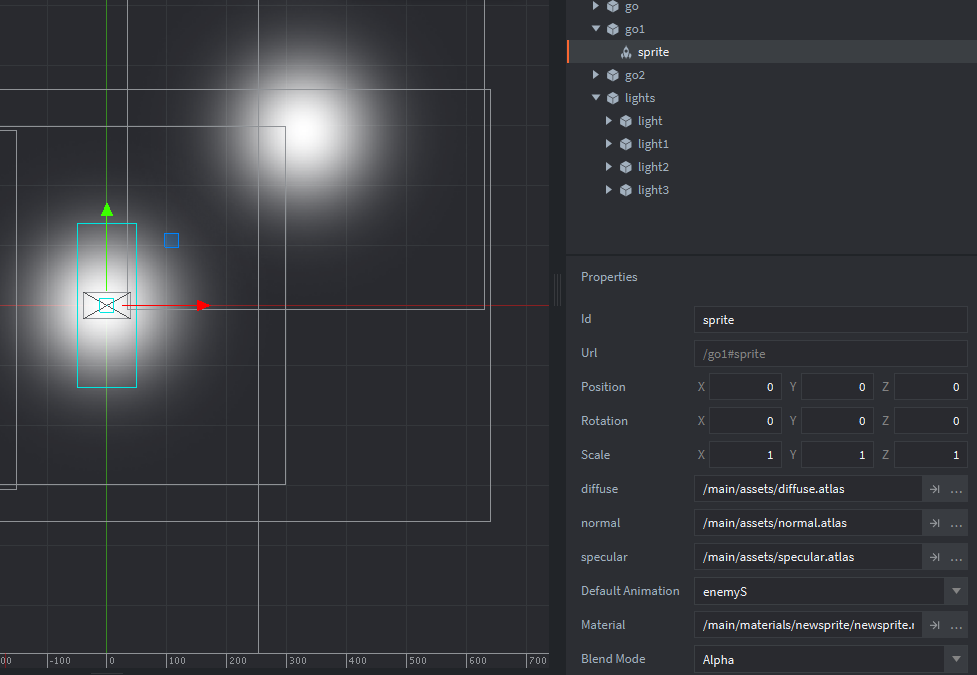 go
go1
sprite
go2
lights
light
light1
light2
light3
Properties
Id sprite
Url /go1#sprite
Position X 0 Y 0 Z 0
Rotation X 0 Y 0 Z 0
Scale X 1 Y 1 Z 1
diffuse /main/assets/diffuse.atlas ...
normal /main/assets/normal.atlas ...
specular /main/assets/specular.atlas ...
Default Animation enemyS
Material /main/materials/newsprite/newsprite.r ...
Blend Mode Alpha
00 -100 0 100 200 300 400 500 600 700